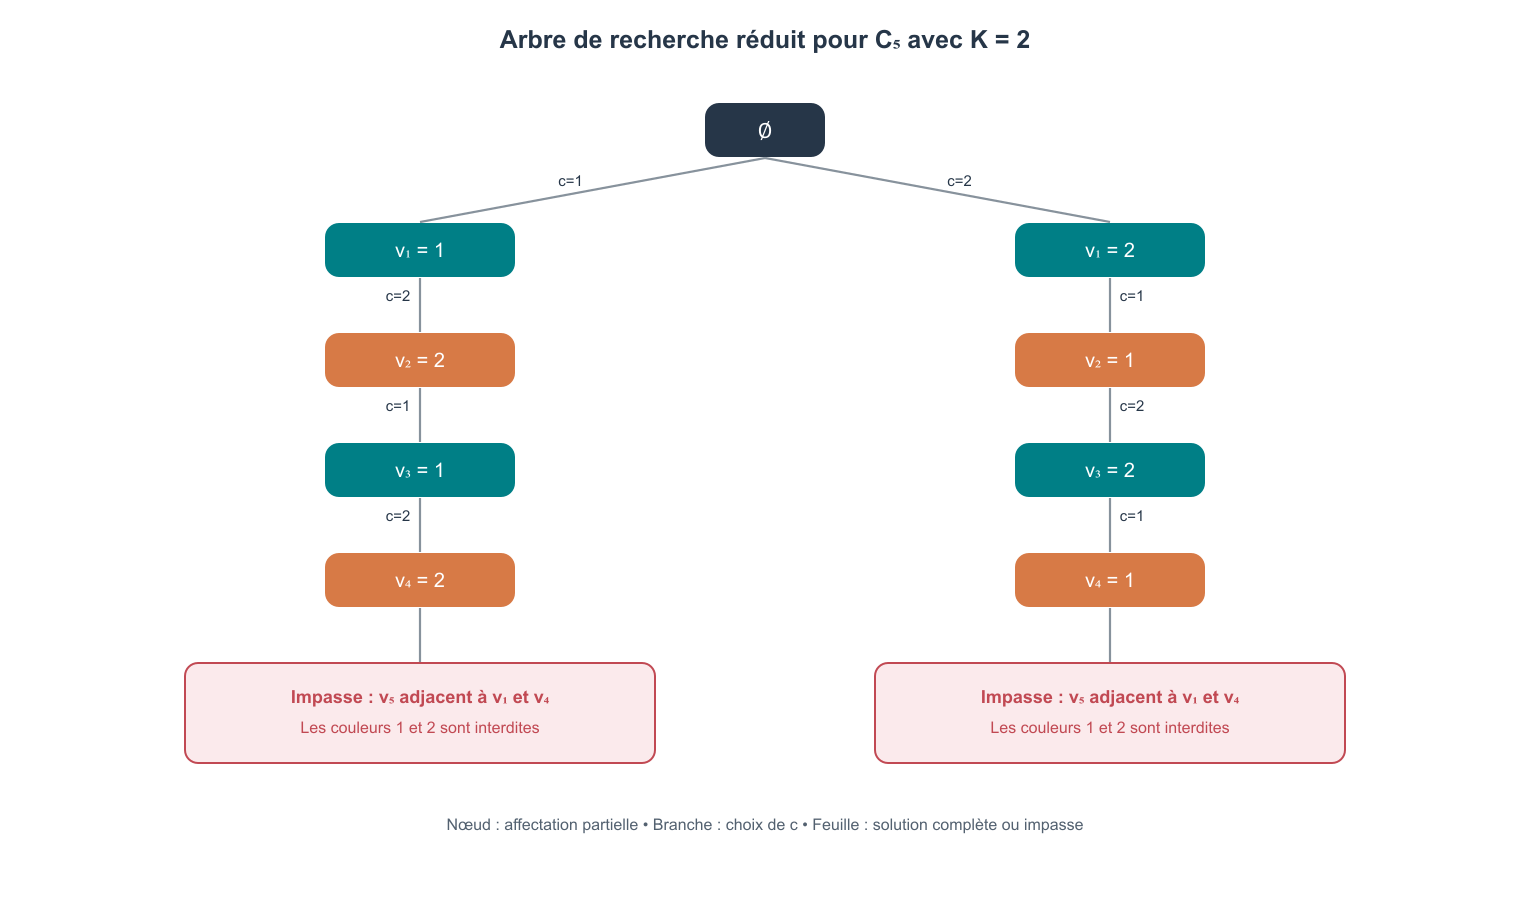 Arbre de recherche réduit pour C₅ avec K = 2
Ø
c=1
c=2
v₁ = 1
v₁ = 2
c=2
c=1
v₂ = 2
v₂ = 1
c=1
c=2
v₃ = 1
v₃ = 2
c=2
c=1
v₄ = 2
v₄ = 1
Impasse : v₅ adjacent à v₁ et v₄
Les couleurs 1 et 2 sont interdites
Impasse : v₅ adjacent à v₁ et v₄
Les couleurs 1 et 2 sont interdites
Nœud : affectation partielle • Branche : choix de c • Feuille : solution complète ou impasse